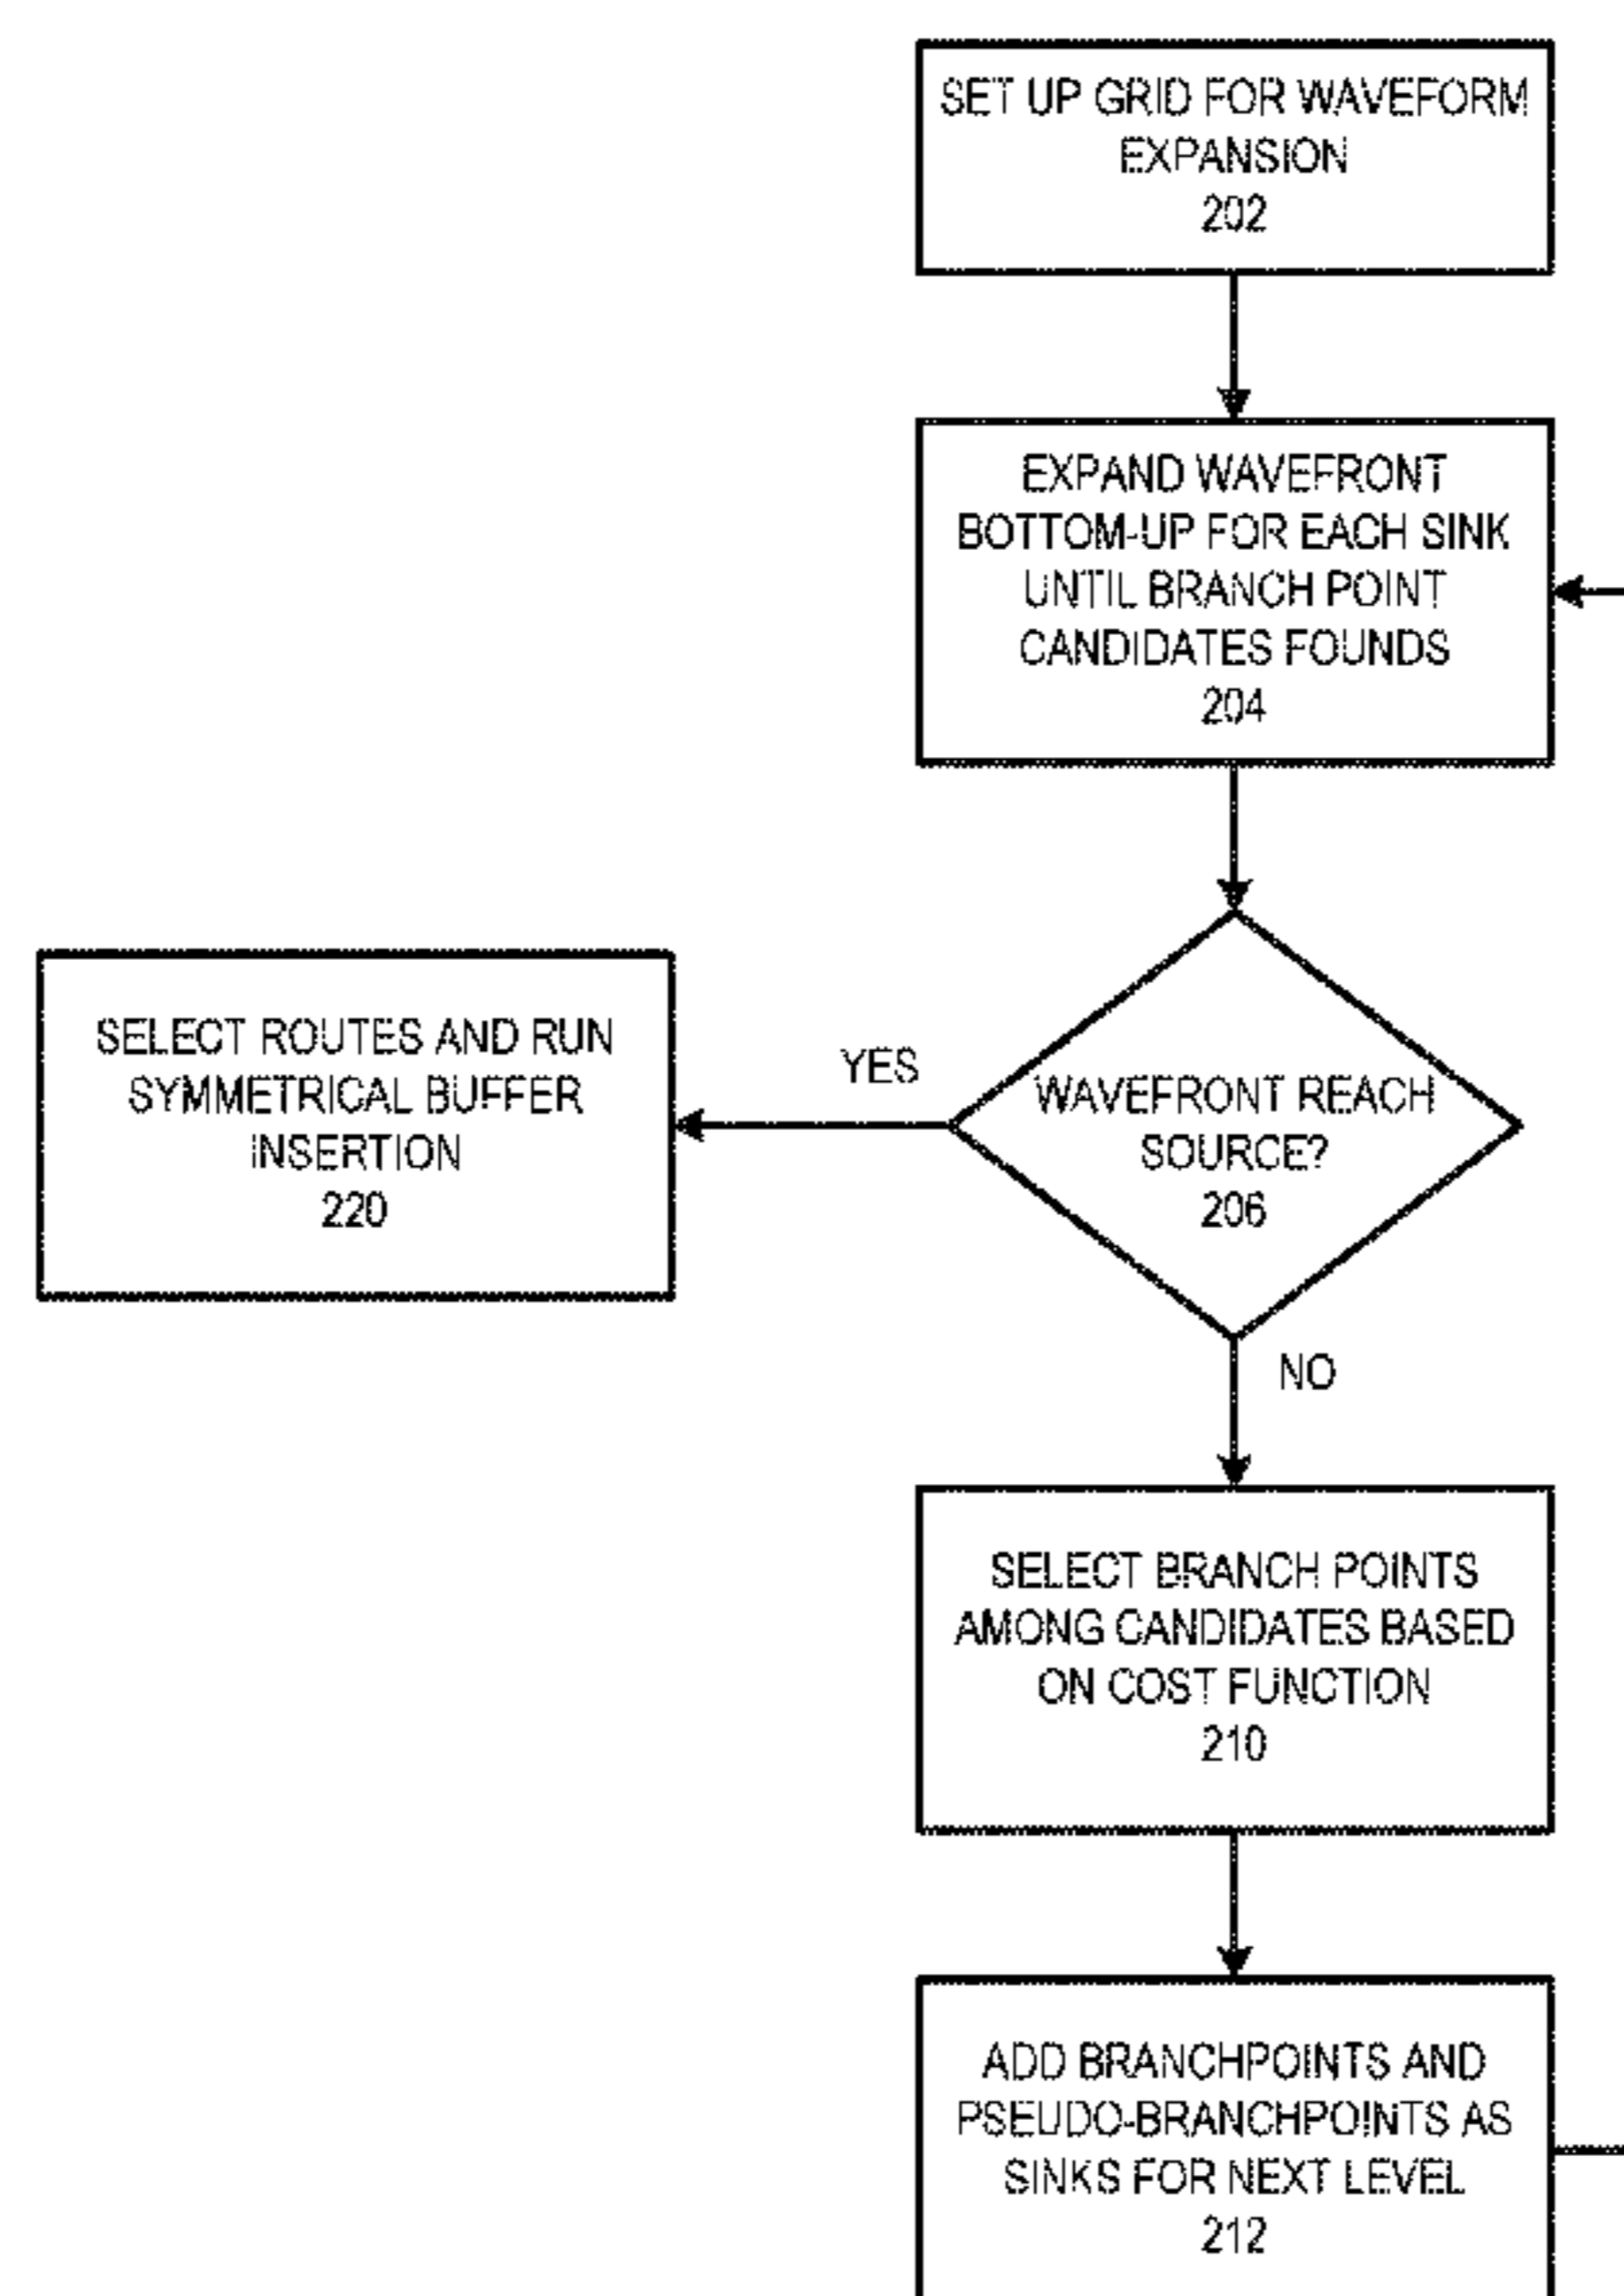 SET UP GRID FOR WAVEFORM
EXPANSION
202
EXPAND WAVEFRONT
BOTTOM-UP FOR EACH SINK
UNTIL BRANCH POINT
CANDIDATES FOUNDS
204
SELECT ROUTES AND RUN
SYMMETRICAL BUFFER
INSERTION
220
YES
WAVEFRONT REACH
SOURCE?
206
NO
SELECT BRANCH POINTS
AMONG CANDIDATES BASED
ON COST FUNCTION
210
ADD BRANCHPOINTS AND
PSEUDO-BRANCHPOINTS AS
SINKS FOR NEXT LEVEL
212